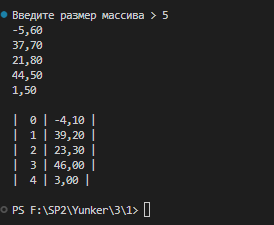 Введите размер массива > 5
-5,60
37,70
21,80
44,50
1,50
| 0 | -4,10 |
| 1 | 39,20 |
| 2 | 23,30 |
| 3 | 46,00 |
| 4 | 3,00 |
PS F:\SP2\Yunker\3\1>